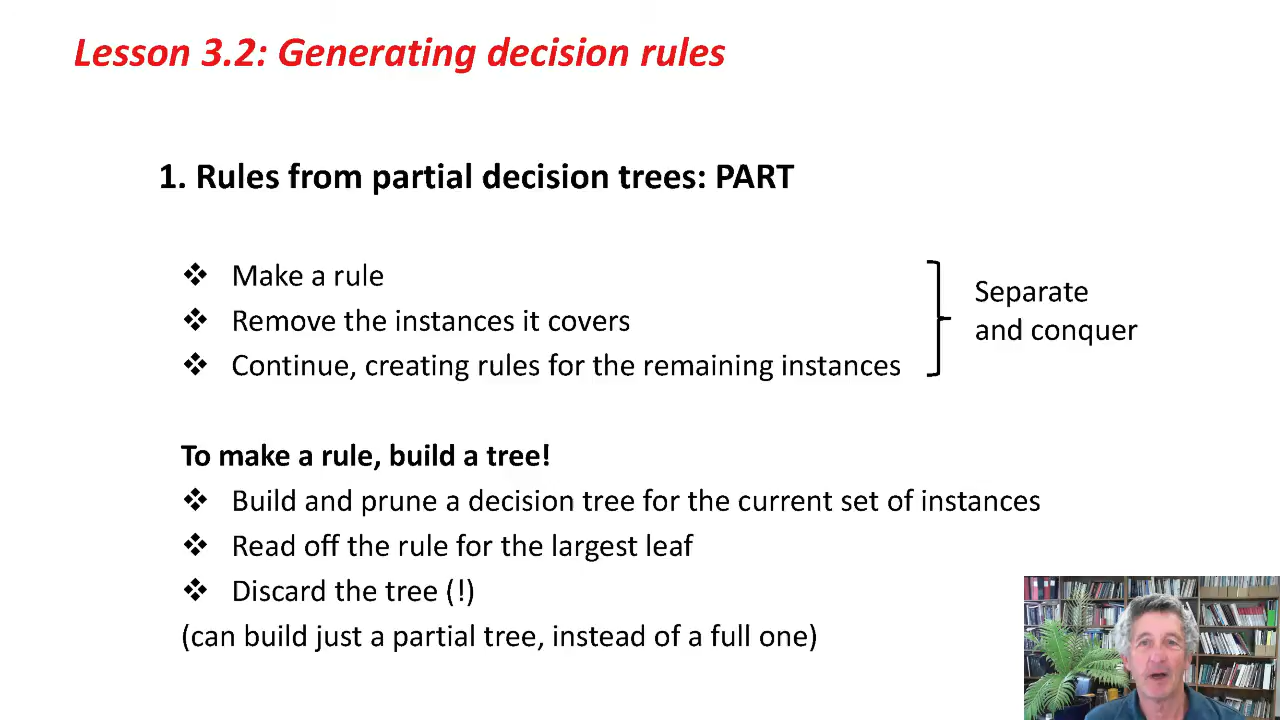 Lesson 3.2: Generating decision rules
1. Rules from partial decision trees: PART
❖ Make a rule
❖ Remove the instances it covers
❖ Continue, creating rules for the remaining instances
Separate
and conquer
To make a rule, build a tree!
❖ Build and prune a decision tree for the current set of instances
❖ Read off the rule for the largest leaf
❖ Discard the tree (!)
(can build just a partial tree, instead of a full one)